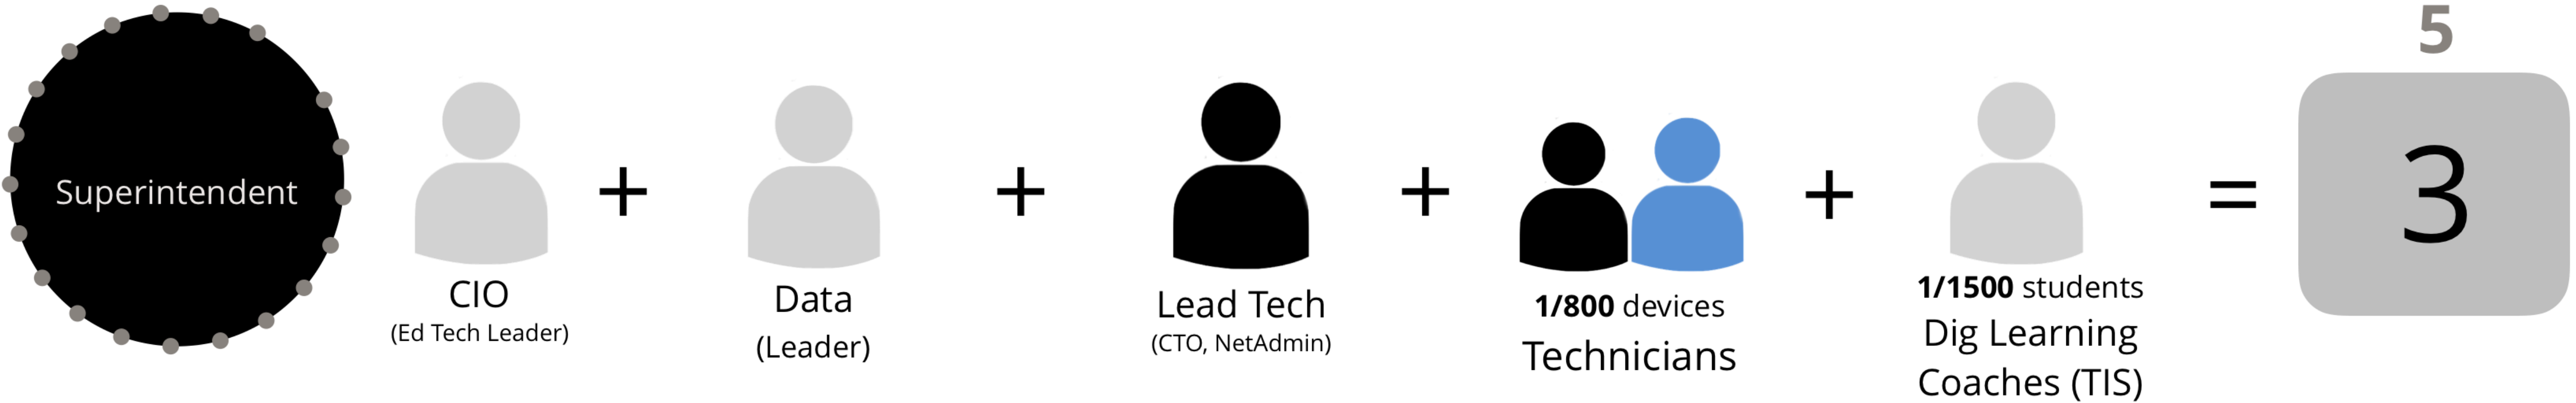 5
Superintendent
+
+
+
+
=
3
CIO
(Ed Tech Leader)
Data
(Leader)
Lead Tech
(CTO, NetAdmin)
1/800 devices
Technicians
1/1500 students
Dig Learning
Coaches (TIS)